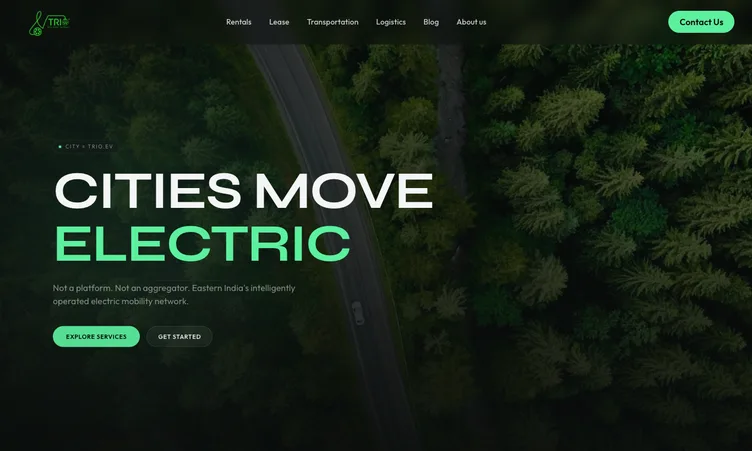 TRI
Rentals Lease Transportation Logistics Blog About us
Contact Us
CITY × TRIO.EV
CITIES MOVE
ELECTRIC
Not a platform. Not an aggregator. Eastern India's intelligently
operated electric mobility network.
EXPLORE SERVICES GET STARTED